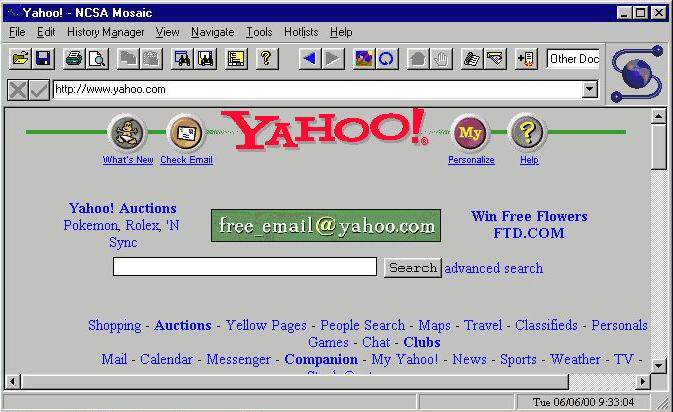 Yahoo! - NCSA Mosaic
File Edit History Manager View Navigate Tools Hotlists Help
Other Doc
http://www.yahoo.com
YAHOO!
My
?
What's New Check Email Personalize Help
Yahoo! Auctions
Pokemon, Rolex, 'N
Sync
free_email@yahoo.com
Win Free Flowers
FTD.COM
Search advanced search
Shopping - Auctions - Yellow Pages - People Search - Maps - Travel - Classifieds - Personals
Games - Chat - Clubs
Mail - Calendar - Messenger - Companion - My Yahoo! - News - Sports - Weather - TV -
Tue 06/06/00 9:33:04